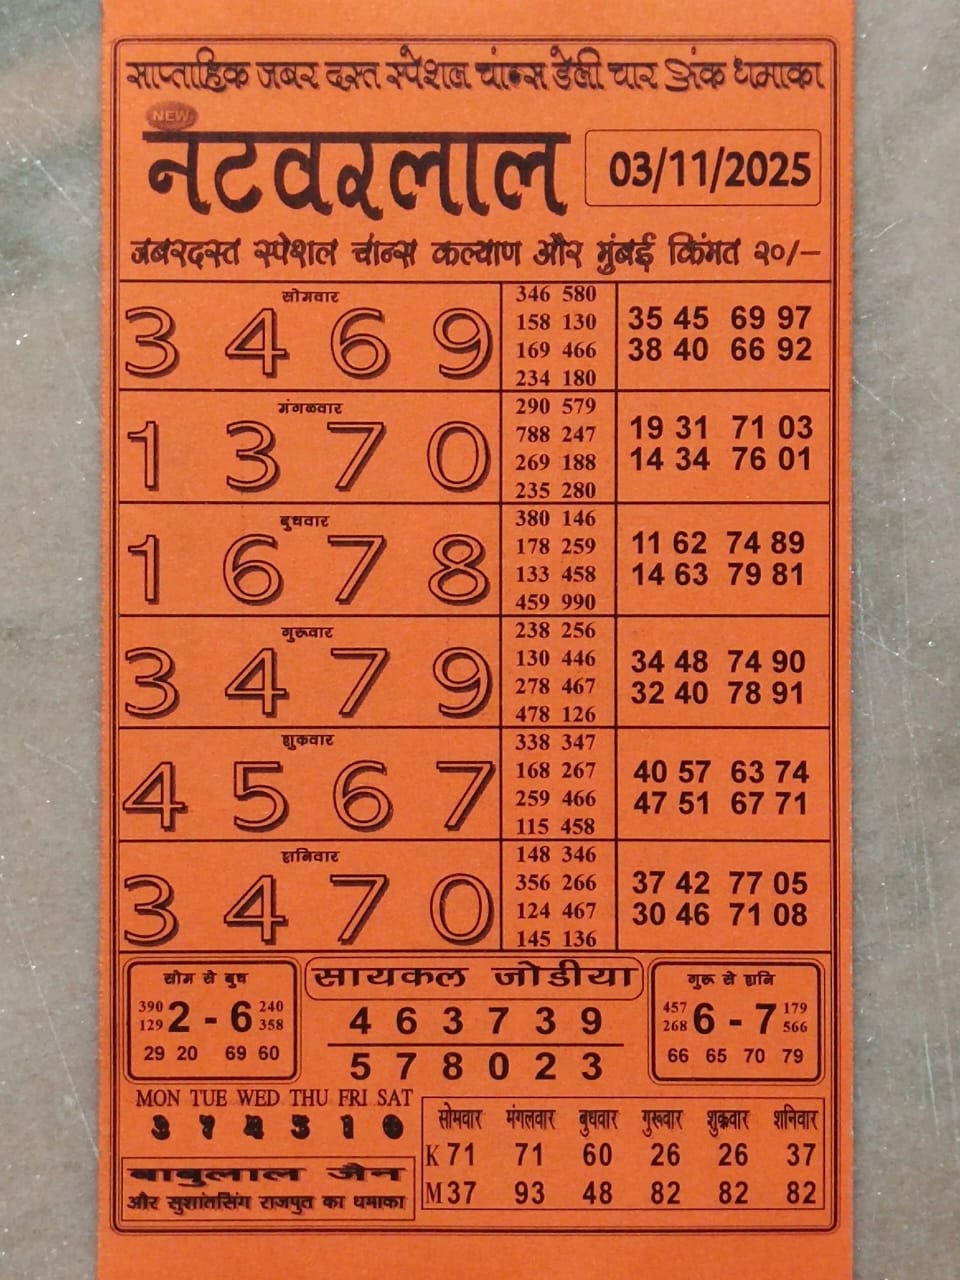 साप्ताहिक जबर दस्त स्पेशल चांन्स डेली चार अंक धमाका
NEW
नटवरलाल
03/11/2025
जबरदस्त स्पेशल चांन्स कल्याण और मुंबई किंमत २०/-
सोमवार
3 4 6 9
346 580
158 130
169 466
234 180
35 45 69 97
38 40 66 92
मंगळवार
1 3 7 0
290 579
788 247
269 188
235 280
19 31 71 03
14 34 76 01
बुधवार
1 6 7 8
380 146
178 259
133 458
459 990
11 62 74 89
14 63 79 81
गुरूवार
3 4 7 9
238 256
130 446
278 467
478 126
34 48 74 90
32 40 78 91
शुक्रवार
4 5 6 7
338 347
168 267
259 466
115 458
40 57 63 74
47 51 67 71
शनिवार
3 4 7 0
148 346
356 266
124 467
145 136
37 42 77 05
30 46 71 08
सोम से बुध
390 240
2 - 6
129 358
29 20 69 60
सायकल जोडीया
4 6 3 7 3 9
5 7 8 0 2 3
गुरू से शनि
457 179
6 - 7
268 566
66 65 70 79
MON TUE WED THU FRI SAT
सोमवार मंगलवार बुधवार गुरूवार शुक्रवार शनिवार
K 71 71 60 26 26 37
M 37 93 48 82 82 82
बाबुलाल जैन
और सुशांतसिंग राजपुत का धमाका